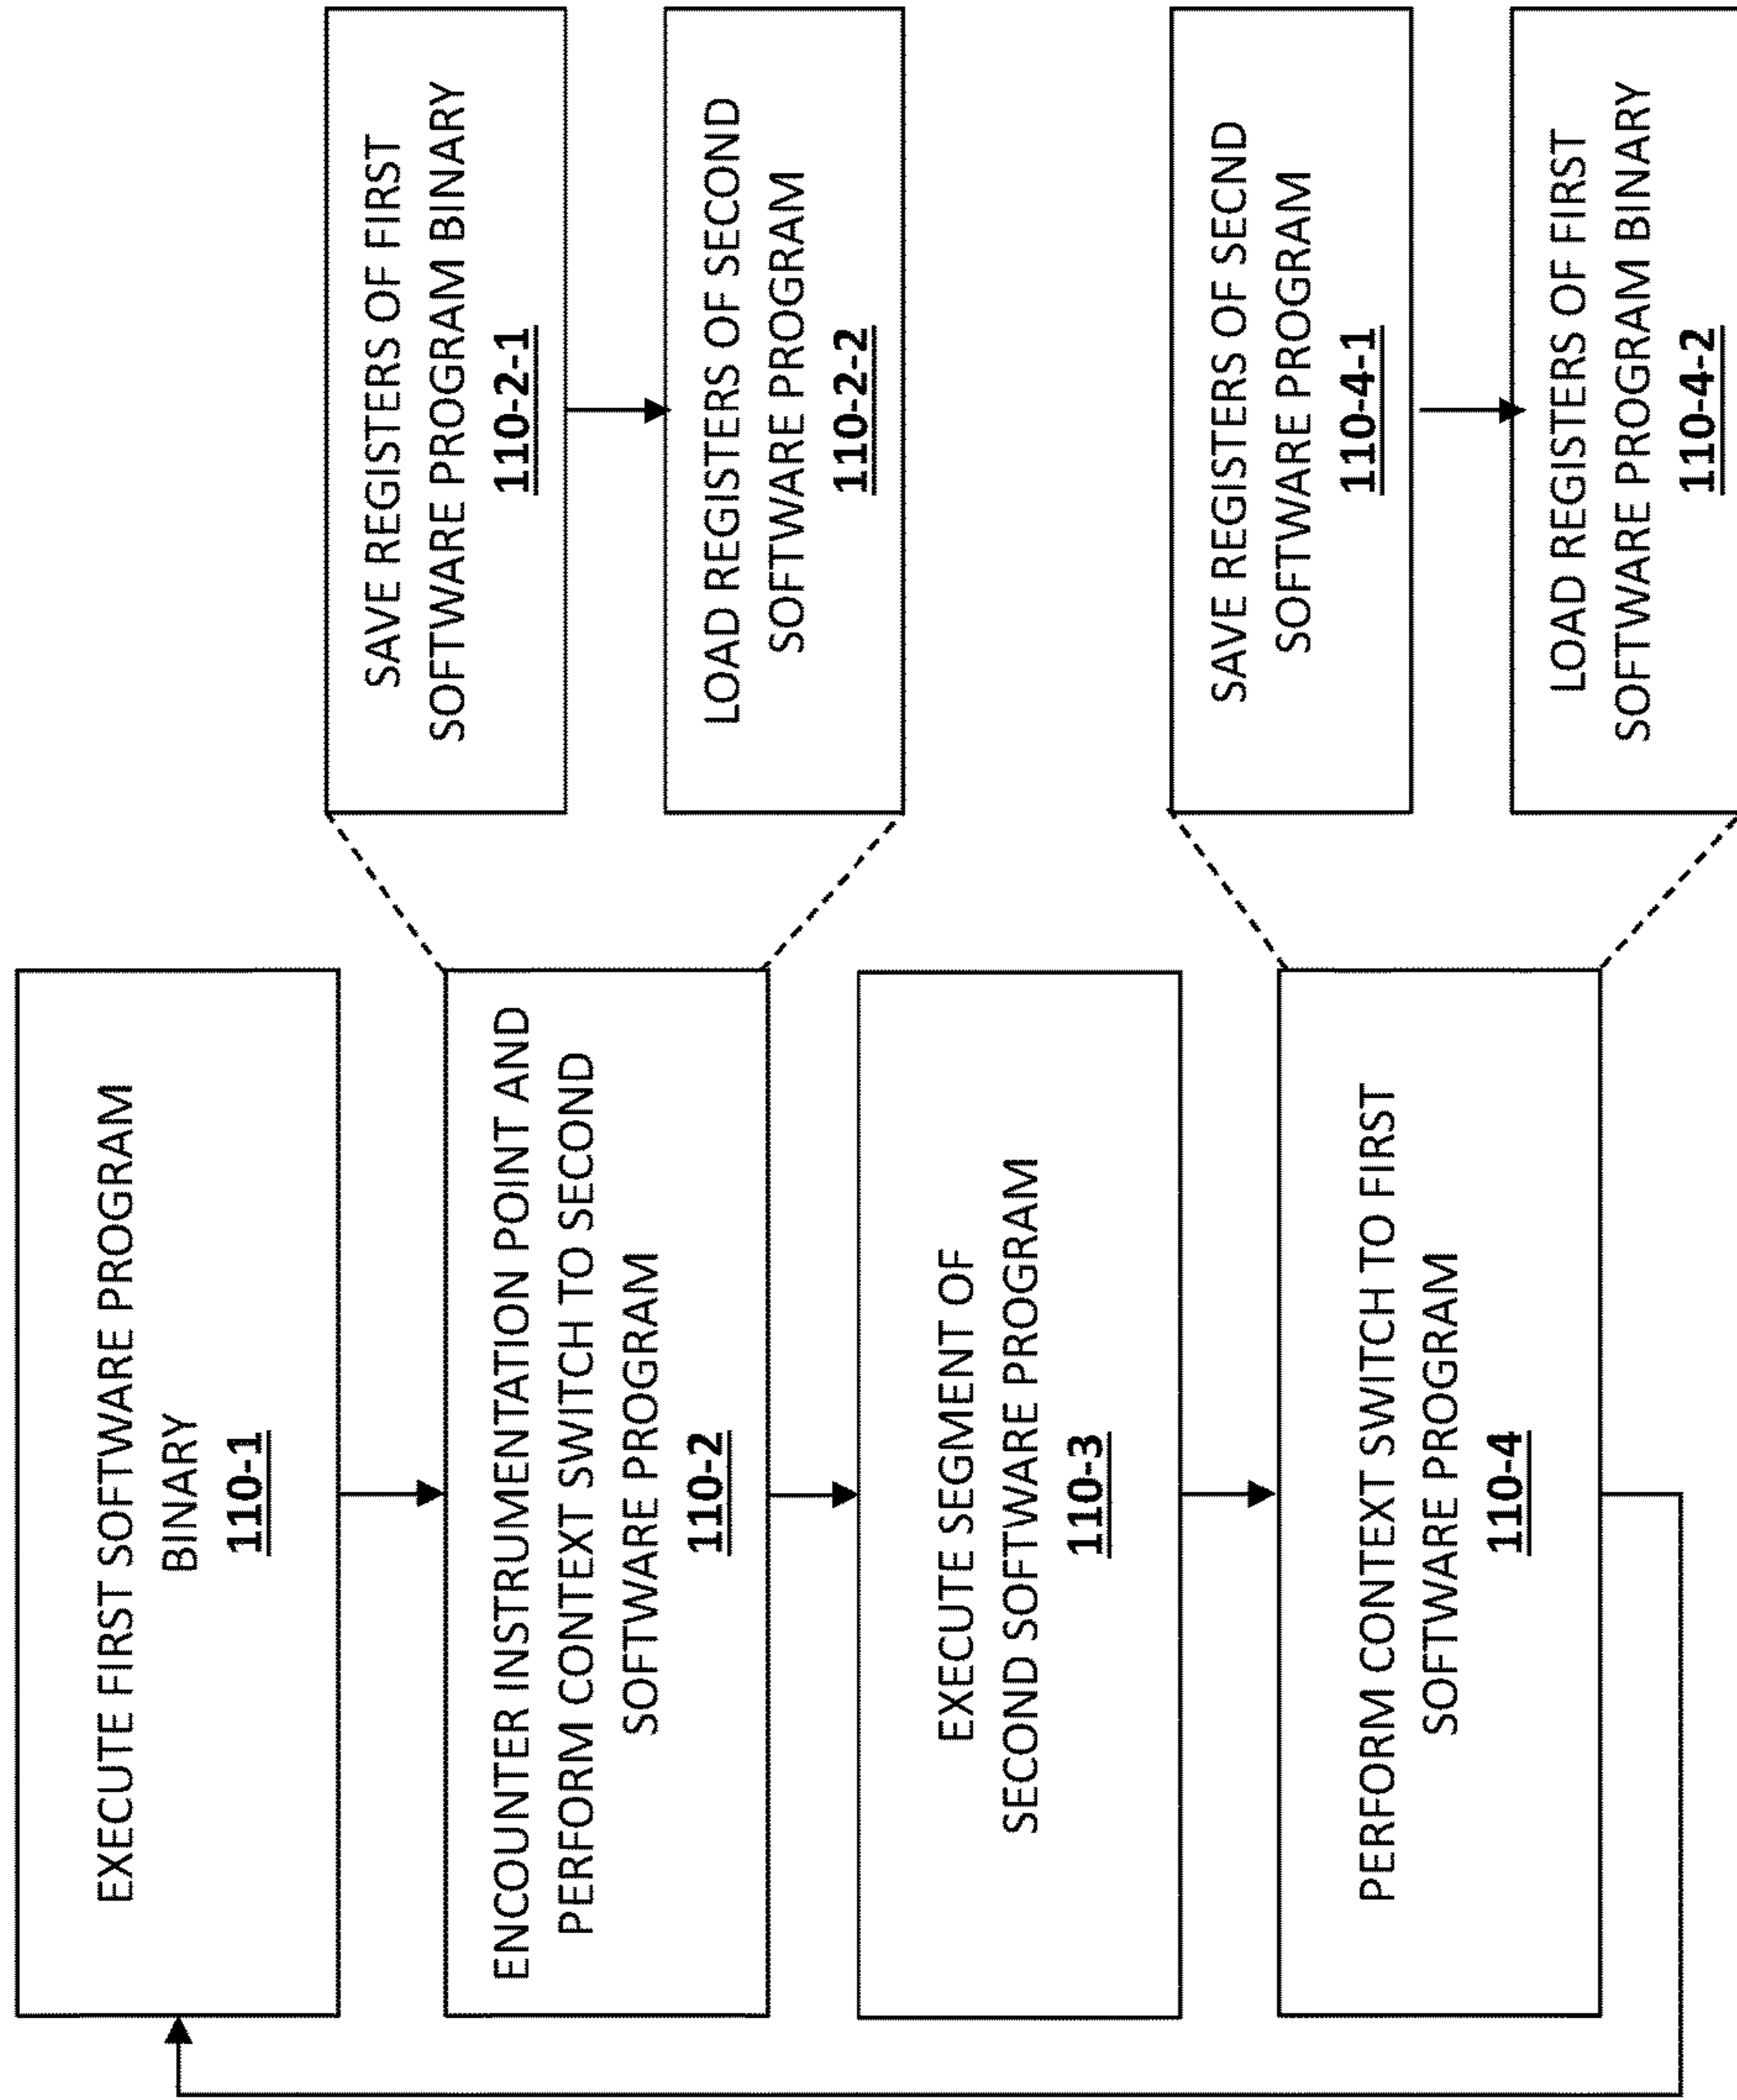 EXECUTE FIRST SOFTWARE PROGRAM
BINARY
110-1
ENCOUNTER INSTRUMENTATION POINT AND
PERFORM CONTEXT SWITCH TO SECOND
SOFTWARE PROGRAM
110-2
SAVE REGISTERS OF FIRST
SOFTWARE PROGRAM BINARY
110-2-1
LOAD REGISTERS OF SECOND
SOFTWARE PROGRAM
110-2-2
EXECUTE SEGMENT OF
SECOND SOFTWARE PROGRAM
110-3
PERFORM CONTEXT SWITCH TO FIRST
SOFTWARE PROGRAM
110-4
SAVE REGISTERS OF SECND
SOFTWARE PROGRAM
110-4-1
LOAD REGISTERS OF FIRST
SOFTWARE PROGRAM BINARY
110-4-2